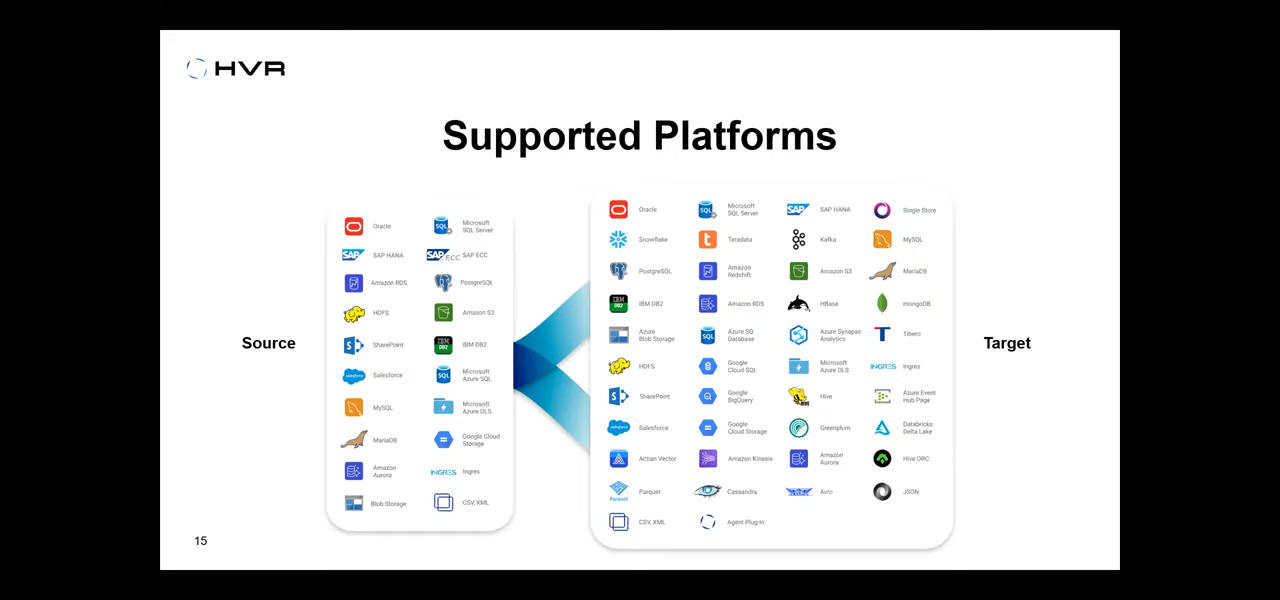 HVR
Supported Platforms
Source
Oracle
Microsoft
SQL Server
SAP HANA
SAP ECC
Amazon RDS
PostgreSQL
HDFS
Amason S3
SharePoint
IBM DB2
Salesforce
Microsoft
Azure SQL
MySQL
Microsoft
Azure DLS
MariaDB
Google Cloud
Storage
Amazon
Aurora
Ingres
Blob Storage
CSV, XML
Oracle
Microsoft
SQL Server
SAP HANA
Single Store
Snowflake
Teradata
Kafka
MySQL
PostgreSQL
Amazon
Redshift
Amazon S3
MariaDB
IBM DB2
Amazon RDS
HBase
mongoDB
Azure
Blob Storage
Azure SQ
Database
Azure Synapse
Analytics
Tibero
HDFS
Google
Cloud SQL
Microsoft
Azure DLS
Ingres
SharePoint
Google
BigQuery
Hive
Azure Event
Hub Page
Salesforce
Google
Cloud Storage
Greenplum
Databricks
Delta Lake
Actian Vector
Amazon Kinesis
Amazon
Aurora
Hive ORC
Parquet
Cassandra
Avro
JSON
CSV, XML
Agent Plug-In
Target
15